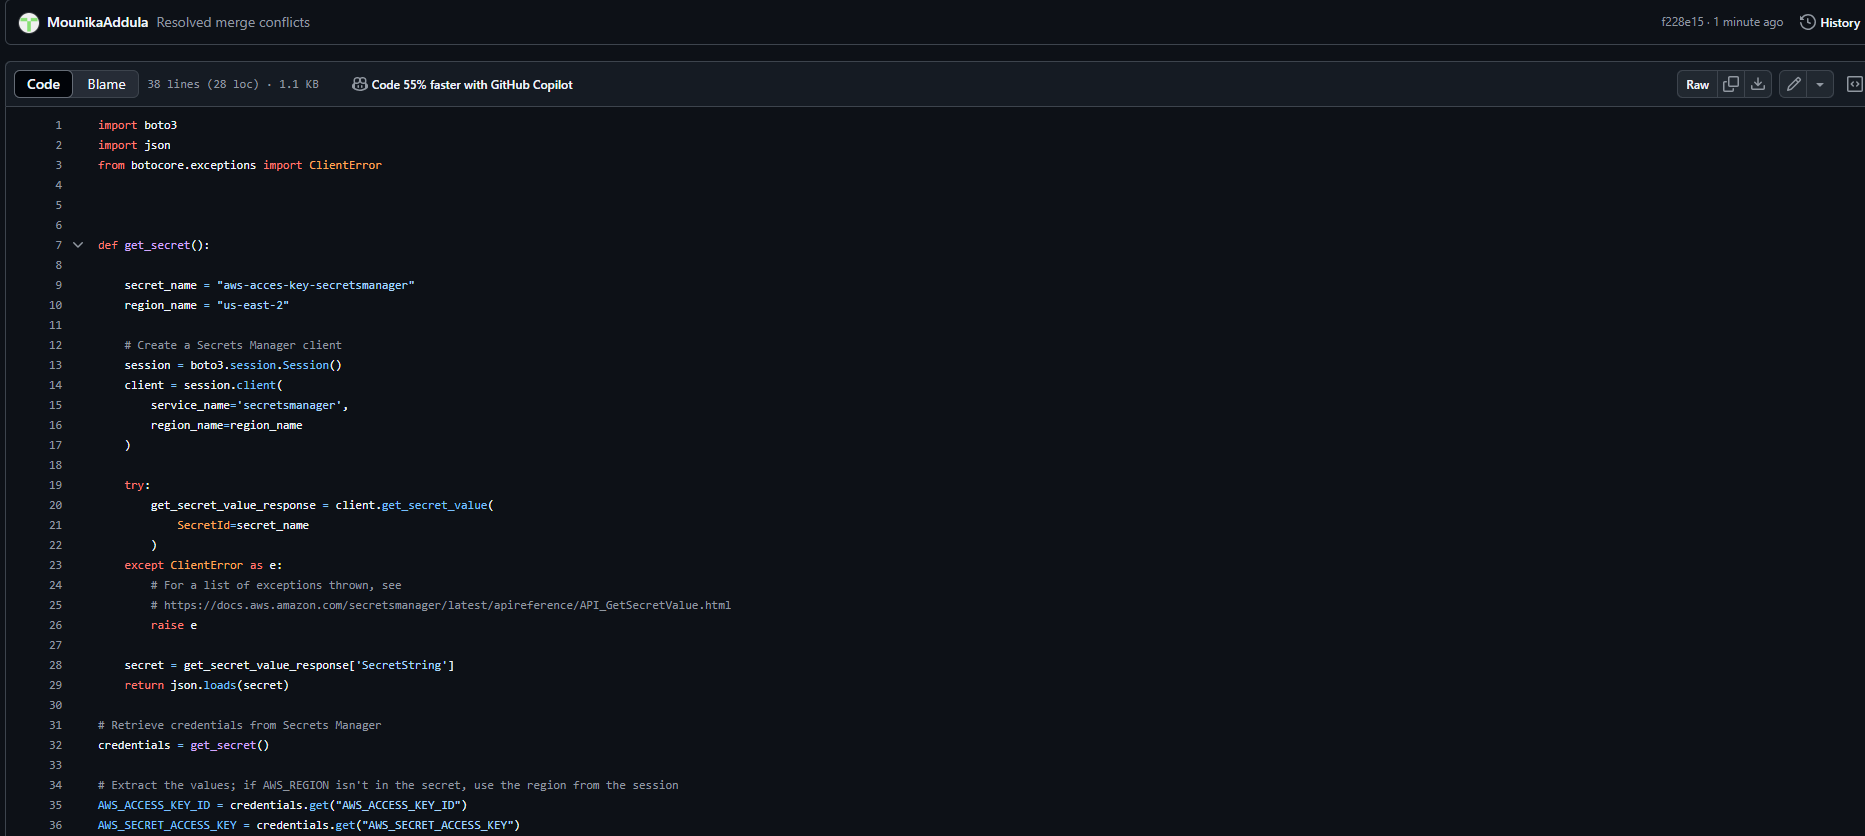 MounikaAddula Resolved merge conflicts f228e15 · 1 minute ago History
Code Blame 38 lines (28 loc) · 1.1 KB Code 55% faster with GitHub Copilot Raw
1 import boto3
2 import json
3 from botocore.exceptions import ClientError
4
5
6
7 def get_secret():
8
9 secret_name = "aws-acces-key-secretsmanager"
10 region_name = "us-east-2"
11
12 # Create a Secrets Manager client
13 session = boto3.session.Session()
14 client = session.client(
15 service_name='secretsmanager',
16 region_name=region_name
17 )
18
19 try:
20 get_secret_value_response = client.get_secret_value(
21 SecretId=secret_name
22 )
23 except ClientError as e:
24 # For a list of exceptions thrown, see
25 # https://docs.aws.amazon.com/secretsmanager/latest/apireference/API_GetSecretValue.html
26 raise e
27
28 secret = get_secret_value_response['SecretString']
29 return json.loads(secret)
30
31 # Retrieve credentials from Secrets Manager
32 credentials = get_secret()
33
34 # Extract the values; if AWS_REGION isn't in the secret, use the region from the session
35 AWS_ACCESS_KEY_ID = credentials.get("AWS_ACCESS_KEY_ID")
36 AWS_SECRET_ACCESS_KEY = credentials.get("AWS_SECRET_ACCESS_KEY")